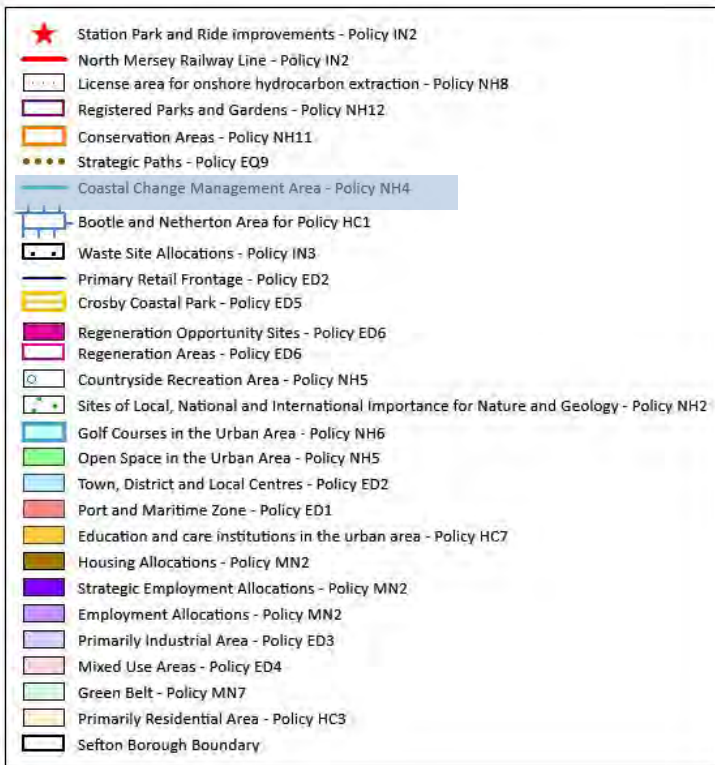 Station Park and Ride improvements - Policy IN2
North Mersey Railway Line - Policy IN2
License area for onshore hydrocarbon extraction - Policy NH8
Registered Parks and Gardens - Policy NH12
Conservation Areas - Policy NH11
Strategic Paths - Policy EQ9
Coastal Change Management Area - Policy NH4
Bootle and Netherton Area for Policy HC1
Waste Site Allocations - Policy IN3
Primary Retail Frontage - Policy ED2
Crosby Coastal Park - Policy ED5
Regeneration Opportunity Sites - Policy ED6
Regeneration Areas - Policy ED6
Countryside Recreation Area - Policy NH5
Sites of Local, National and International Importance for Nature and Geology - Policy NH2
Golf Courses in the Urban Area - Policy NH6
Open Space in the Urban Area - Policy NH5
Town, District and Local Centres - Policy ED2
Port and Maritime Zone - Policy ED1
Education and care institutions in the urban area - Policy HC7
Housing Allocations - Policy MN2
Strategic Employment Allocations - Policy MN2
Employment Allocations - Policy MN2
Primarily Industrial Area - Policy ED3
Mixed Use Areas - Policy ED4
Green Belt - Policy MN7
Primarily Residential Area - Policy HC3
Sefton Borough Boundary